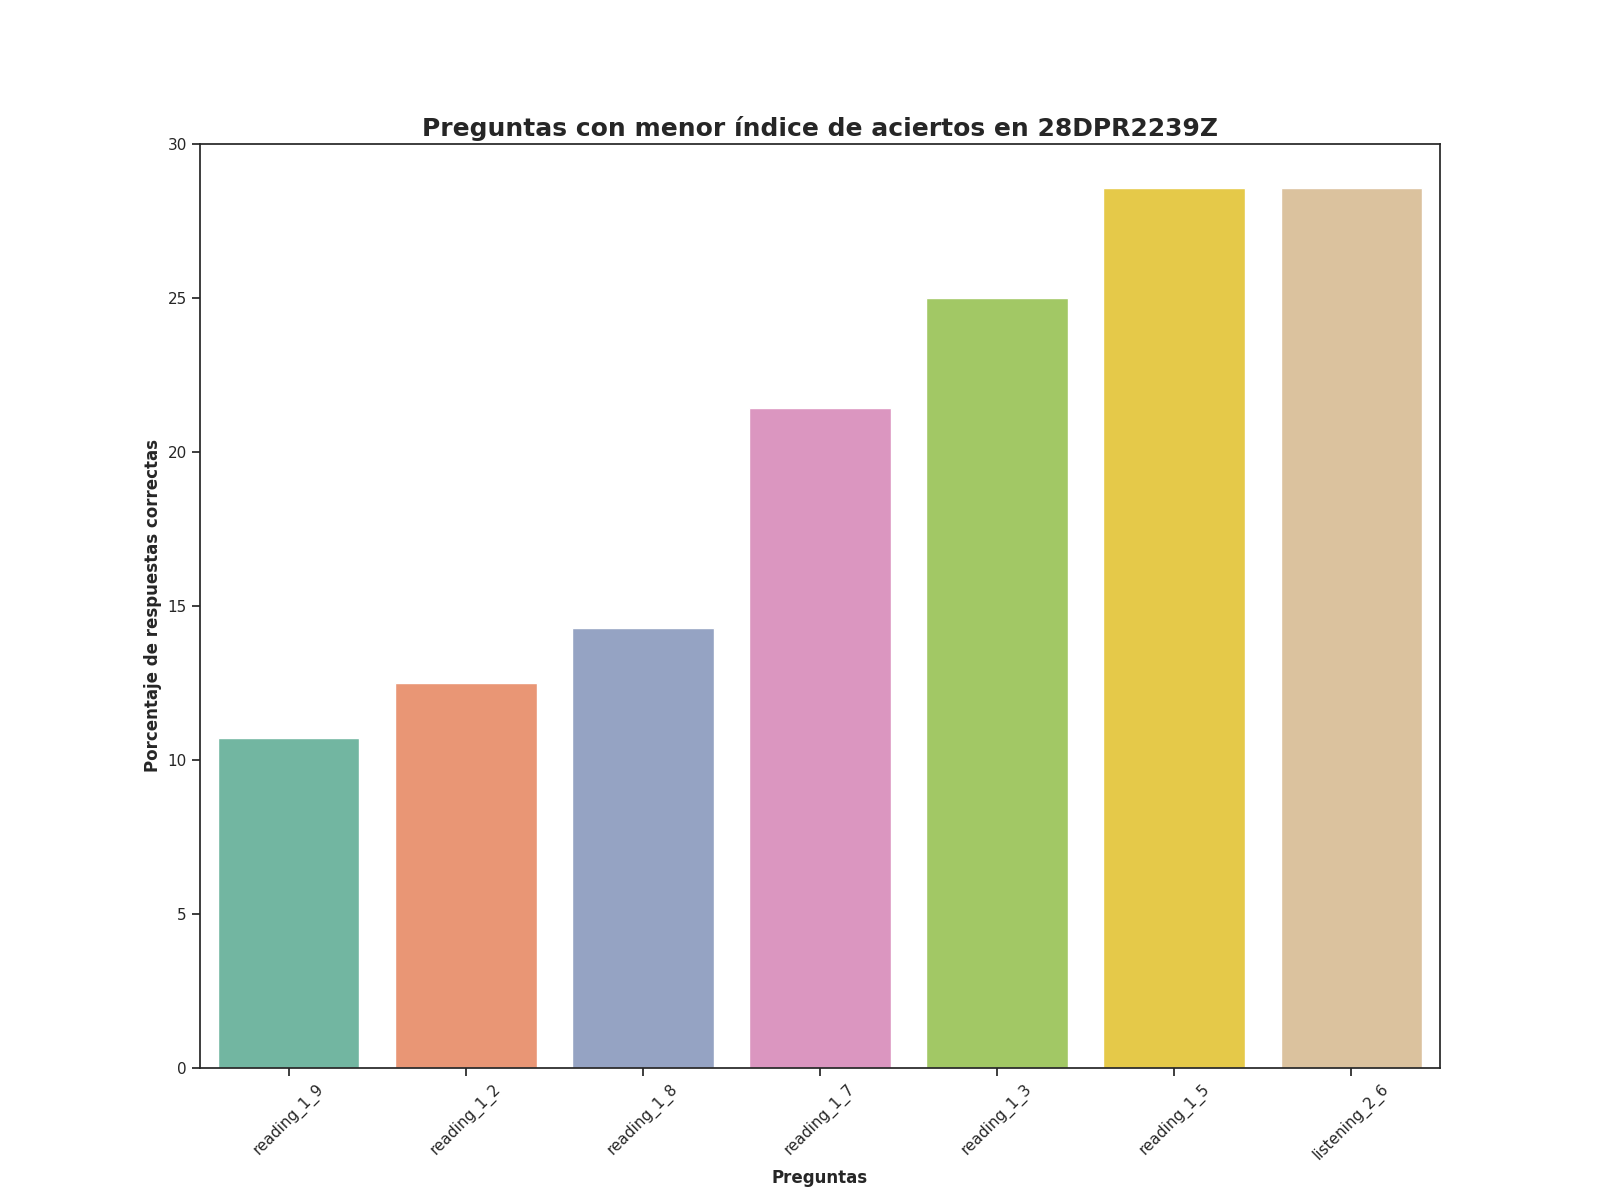 Preguntas con menor índice de aciertos en 28DPR2239Z
Porcentaje de respuestas correctas
30
25
20
15
10
5
0
reading_1_9
reading_1_2
reading_1_8
reading_1_7
reading_1_3
reading_1_5
listening_2_6
Preguntas